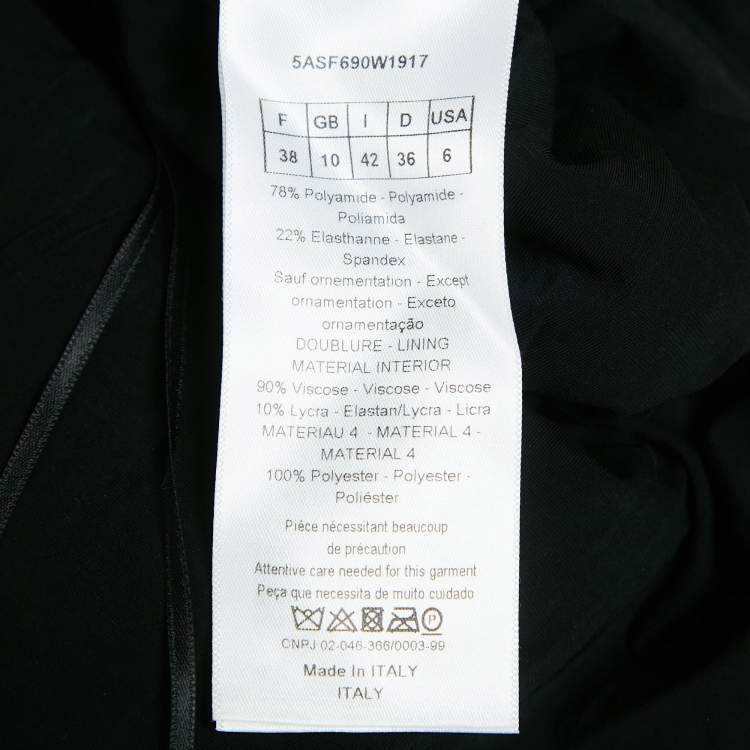 5ASF690W1917
F GB I D USA
38 10 42 36 6
78% Polyamide - Polyamide -
Poliamida
22% Elasthanne - Elastane -
Spandex
Sauf ornementation - Except
ornamentation - Exceto
ornamentação
DOUBLURE - LINING
MATERIAL INTERIOR
90% Viscose - Viscose - Viscose
10% Lycra - Elastan/Lycra - Licra
MATERIAU 4 - MATERIAL 4 -
MATERIAL 4
100% Polyester - Polyester -
Poliéster
Pièce nécessitant beaucoup
de précaution
Attentive care needed for this garment
Peça que necessita de muito cuidado
P
CNPJ 02-046-366/0003-99
Made In ITALY
ITALY